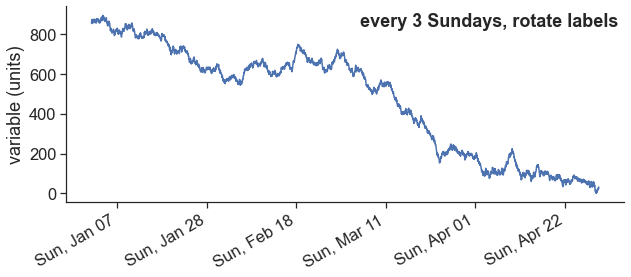 every 3 Sundays, rotate labels
variable (units)
800
600
400
200
0
Sun, Jan 07
Sun, Jan 28
Sun, Feb 18
Sun, Mar 11
Sun, Apr 01
Sun, Apr 22